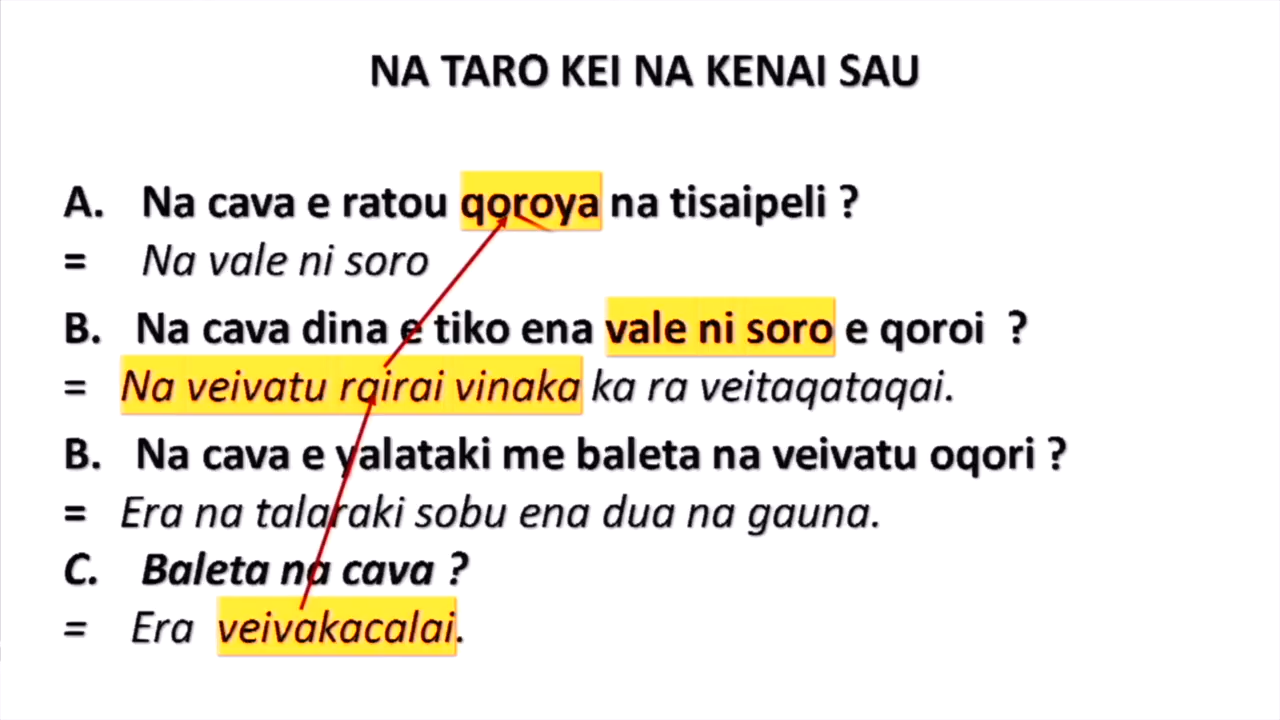 NA TARO KEI NA KENAI SAU
A. Na cava e ratou qoroya na tisaipeli ?
= Na vale ni soro
B. Na cava dina e tiko ena vale ni soro e qoroi ?
= Na veivatu rairai vinaka ka ra veitaqataqai.
B. Na cava e yalataki me baleta na veivatu oqori ?
= Era na talaraki sobu ena dua na gauna.
C. Baleta na cava ?
= Era veivakacalai.